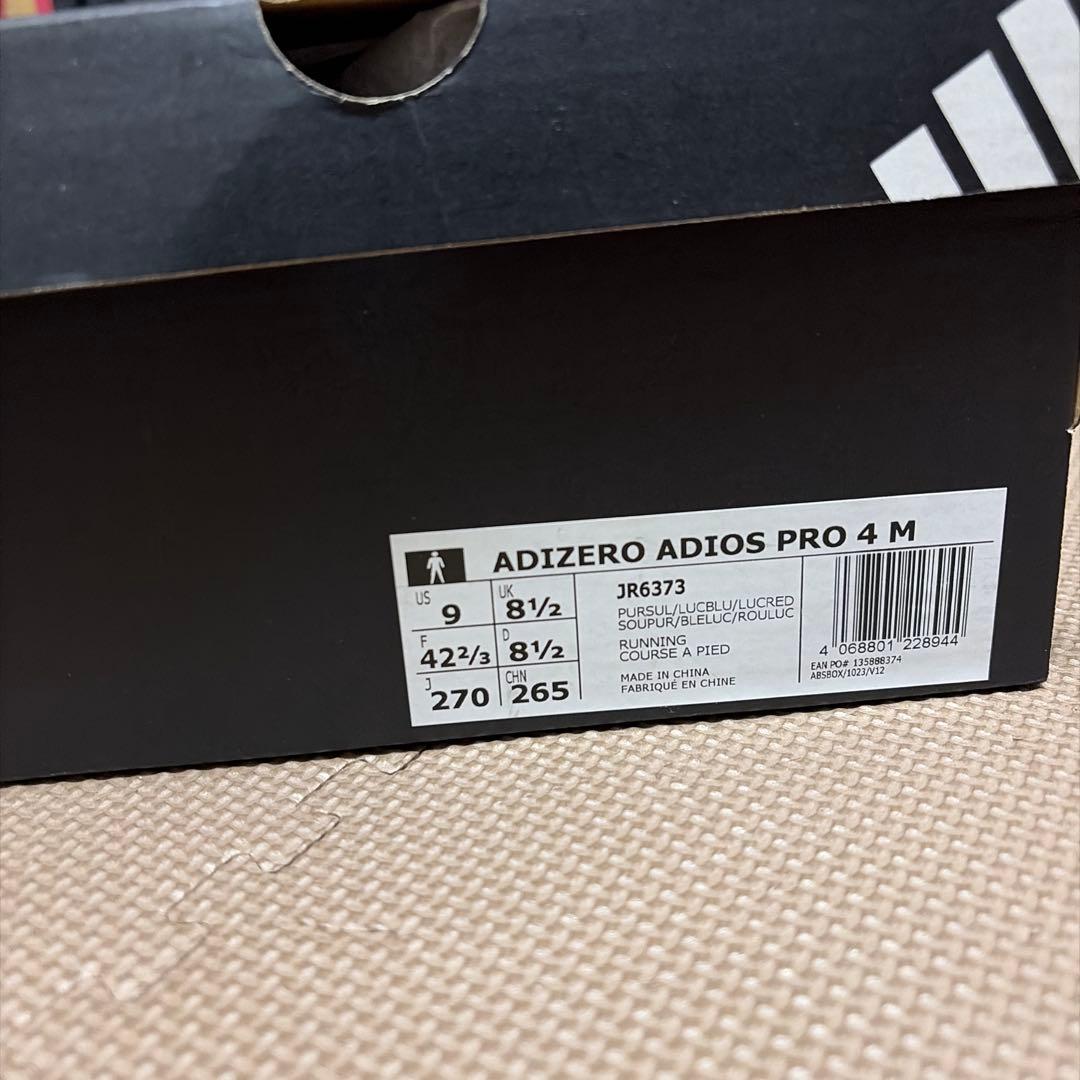 ADIZERO ADIOS PRO 4 M
US 9
UK 8½
F 42²/₃
D 8½
J 270
CHN 265
JR6373
PURSUL/LUCBLU/LUCRED
SOUPUR/BLELUC/ROULUC
RUNNING
COURSE A PIED
MADE IN CHINA
FABRIQUÉ EN CHINE
4 068801 228944
EAN PO# 135888374
ABSBOX/1023/V12